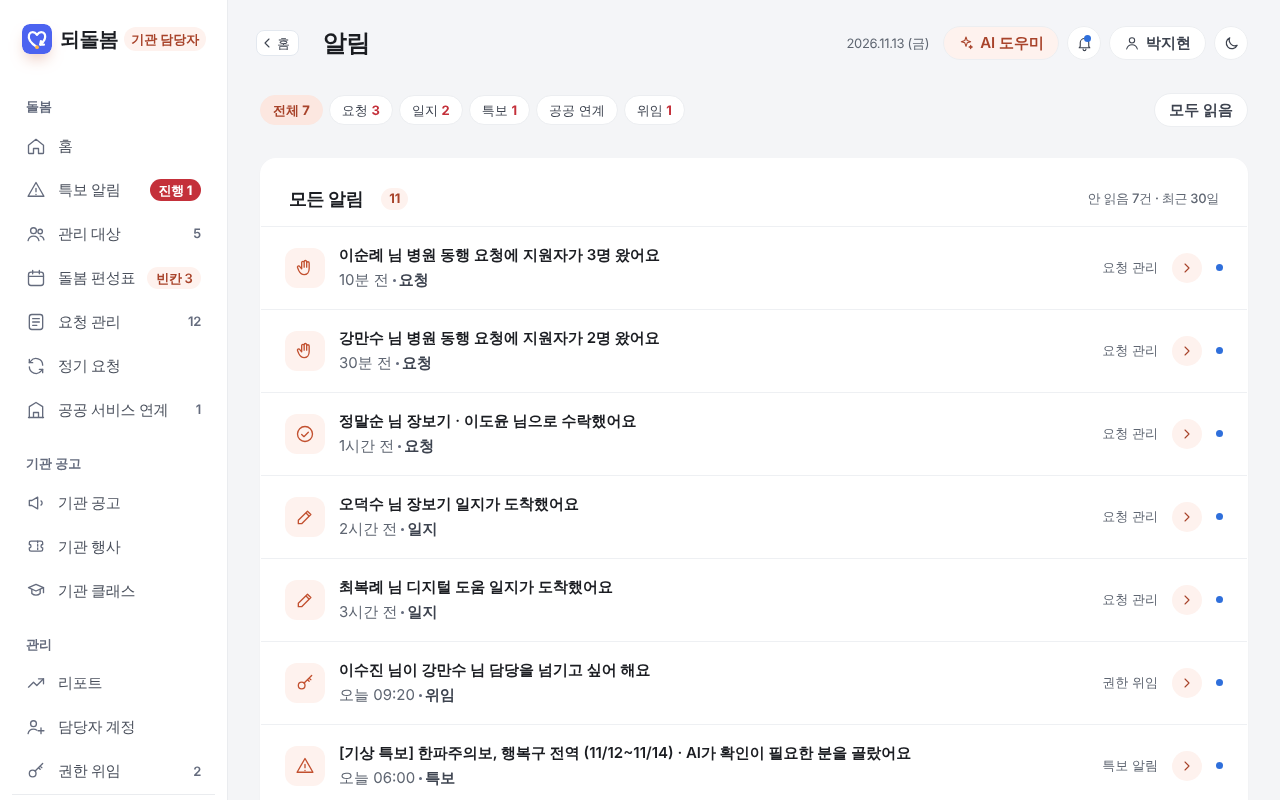 되돌봄 기관 담당자
돌봄
홈
특보 알림 진행 1
관리 대상 5
돌봄 편성표 빈칸 3
요청 관리 12
정기 요청
공공 서비스 연계 1
기관 공고
기관 공고
기관 행사
기관 클래스
관리
리포트
담당자 계정
권한 위임 2
홈 알림 2026.11.13 (금) AI 도우미 박지현
전체 7 요청 3 일지 2 특보 1 공공 연계 위임 1 모두 읽음
모든 알림 11 안 읽음 7건 · 최근 30일
이순례 님 병원 동행 요청에 지원자가 3명 왔어요
10분 전 · 요청 요청 관리
강만수 님 병원 동행 요청에 지원자가 2명 왔어요
30분 전 · 요청 요청 관리
정말순 님 장보기 · 이도윤 님으로 수락했어요
1시간 전 · 요청 요청 관리
오덕수 님 장보기 일지가 도착했어요
2시간 전 · 일지 요청 관리
최복례 님 디지털 도움 일지가 도착했어요
3시간 전 · 일지 요청 관리
이수진 님이 강만수 님 담당을 넘기고 싶어 해요
오늘 09:20 · 위임 권한 위임
[기상 특보] 한파주의보, 행복구 전역 (11/12~11/14) · AI가 확인이 필요한 분을 골랐어요
오늘 06:00 · 특보 특보 알림